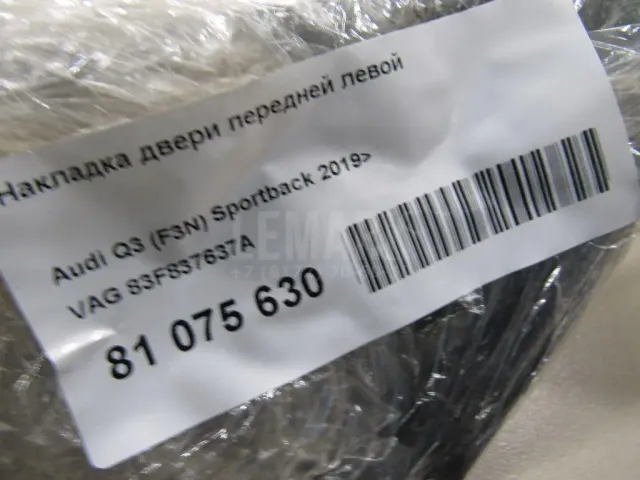 Накладка двери передней левой
Audi Q3 (F3N) Sportback 2019>
VAG 83F837637A
81 075 630